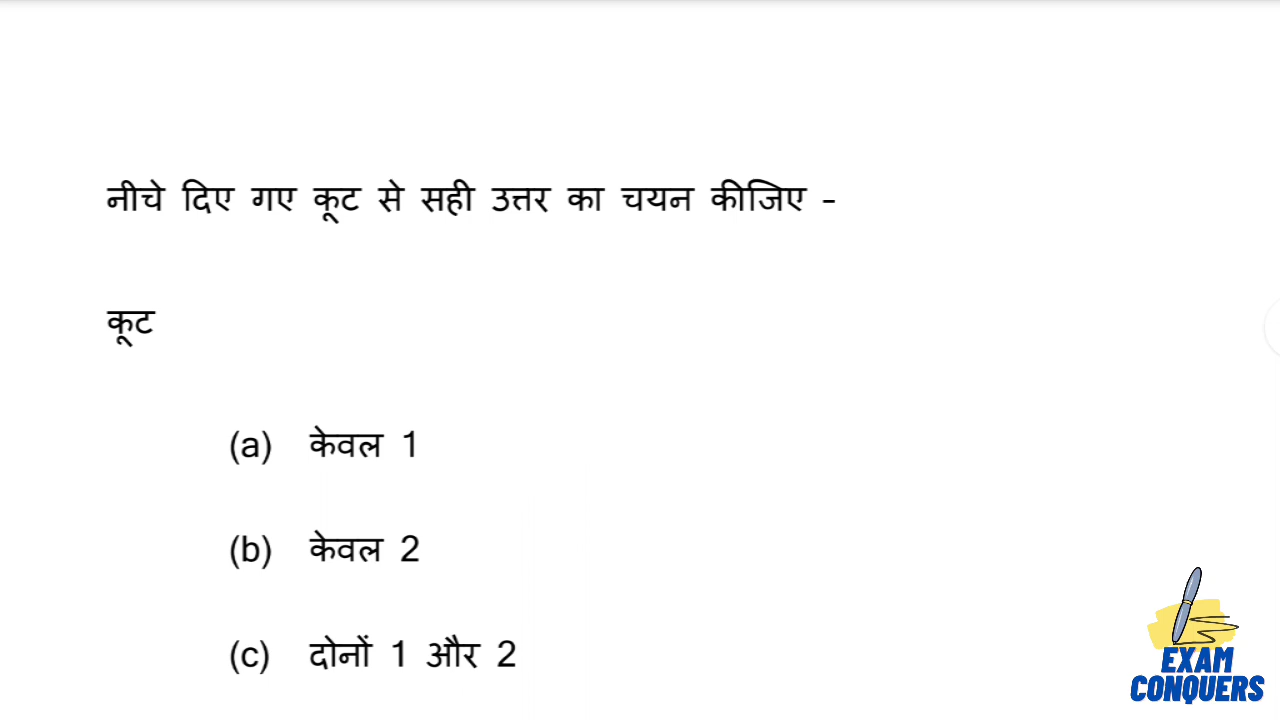 नीचे दिए गए कूट से सही उत्तर का चयन कीजिए -
कूट
(a) केवल 1
(b) केवल 2
(c) दोनों 1 और 2
EXAM
CONQUERS